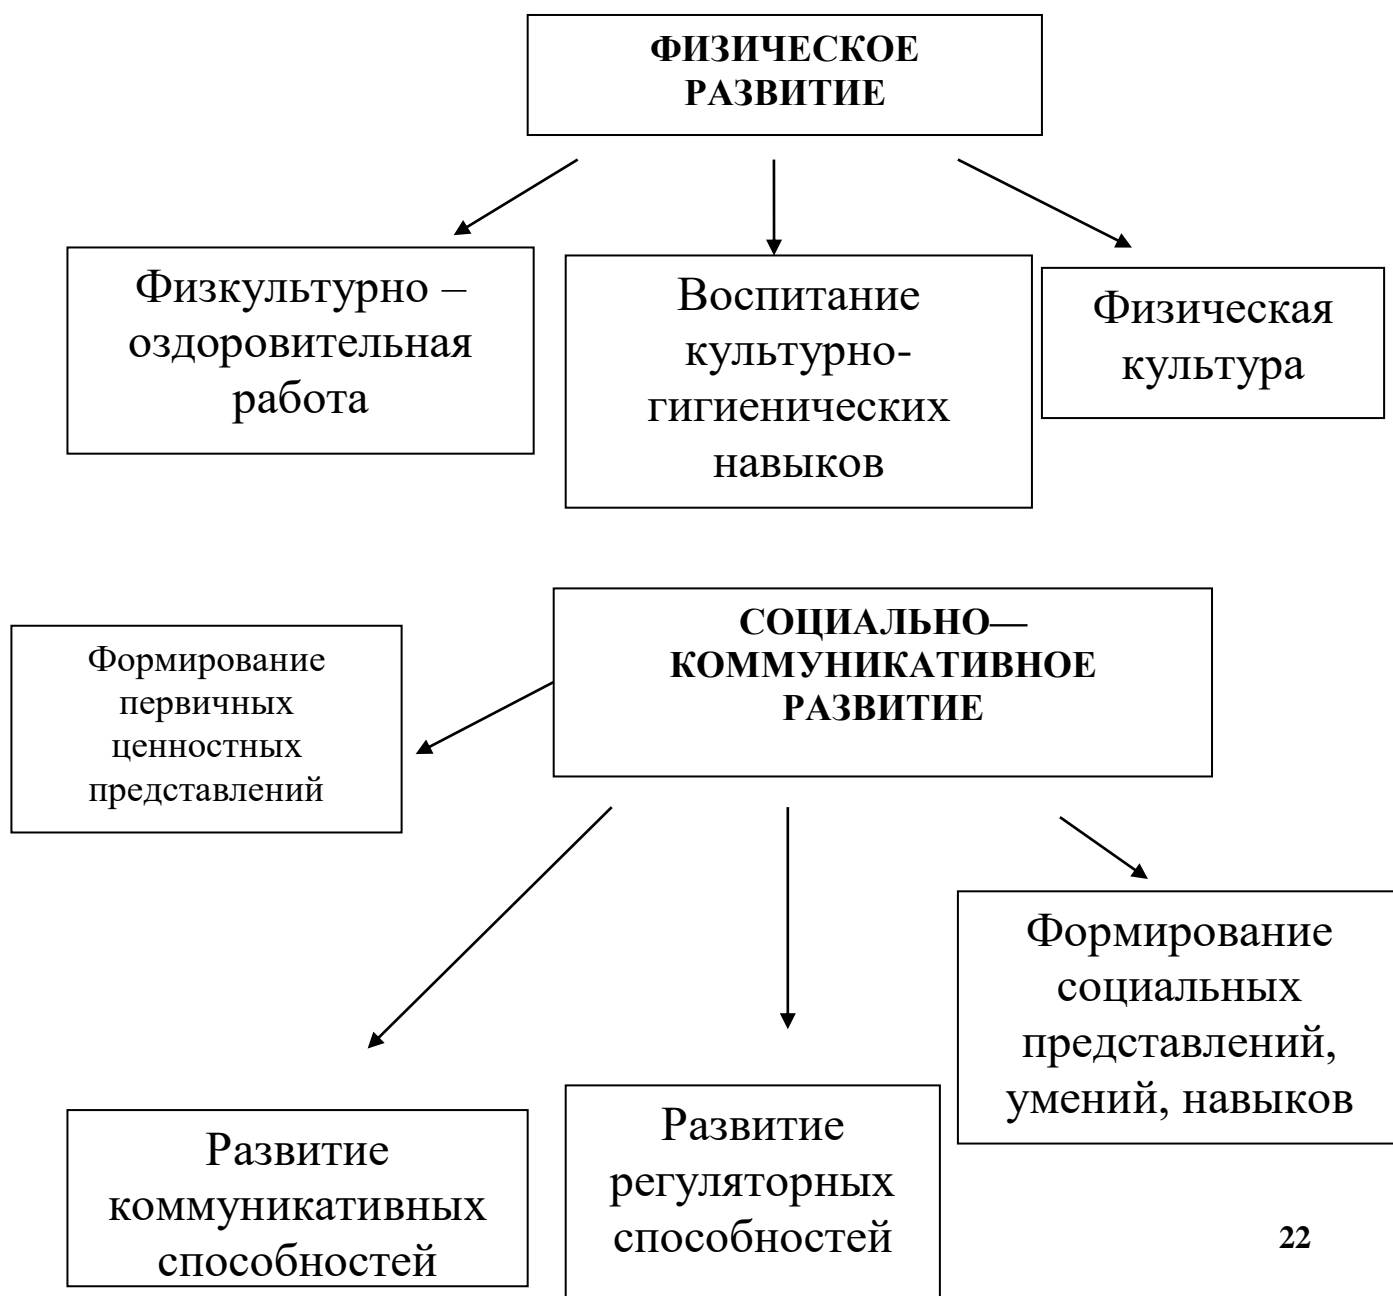 ФИЗИЧЕСКОЕ
РАЗВИТИЕ
Физкультурно –
оздоровительная
работа
Воспитание
культурно-
гигиенических
навыков
Физическая
культура
СОЦИАЛЬНО—
КОММУНИКАТИВНОЕ
РАЗВИТИЕ
Формирование
первичных
ценностных
представлений
Развитие
коммуникативных
способностей
Развитие
регуляторных
способностей
Формирование
социальных
представлений,
умений, навыков
22